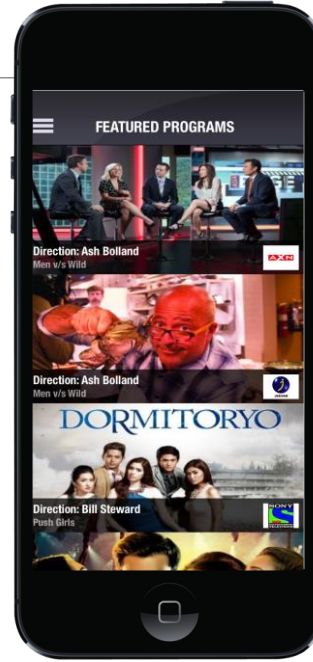 FEATURED PROGRAMS
Direction: Ash Bolland
Men v/s Wild
AXN
Direction: Ash Bolland
Men v/s Wild
DORMITORYO
Direction: Bill Steward
Push Girls
SONY